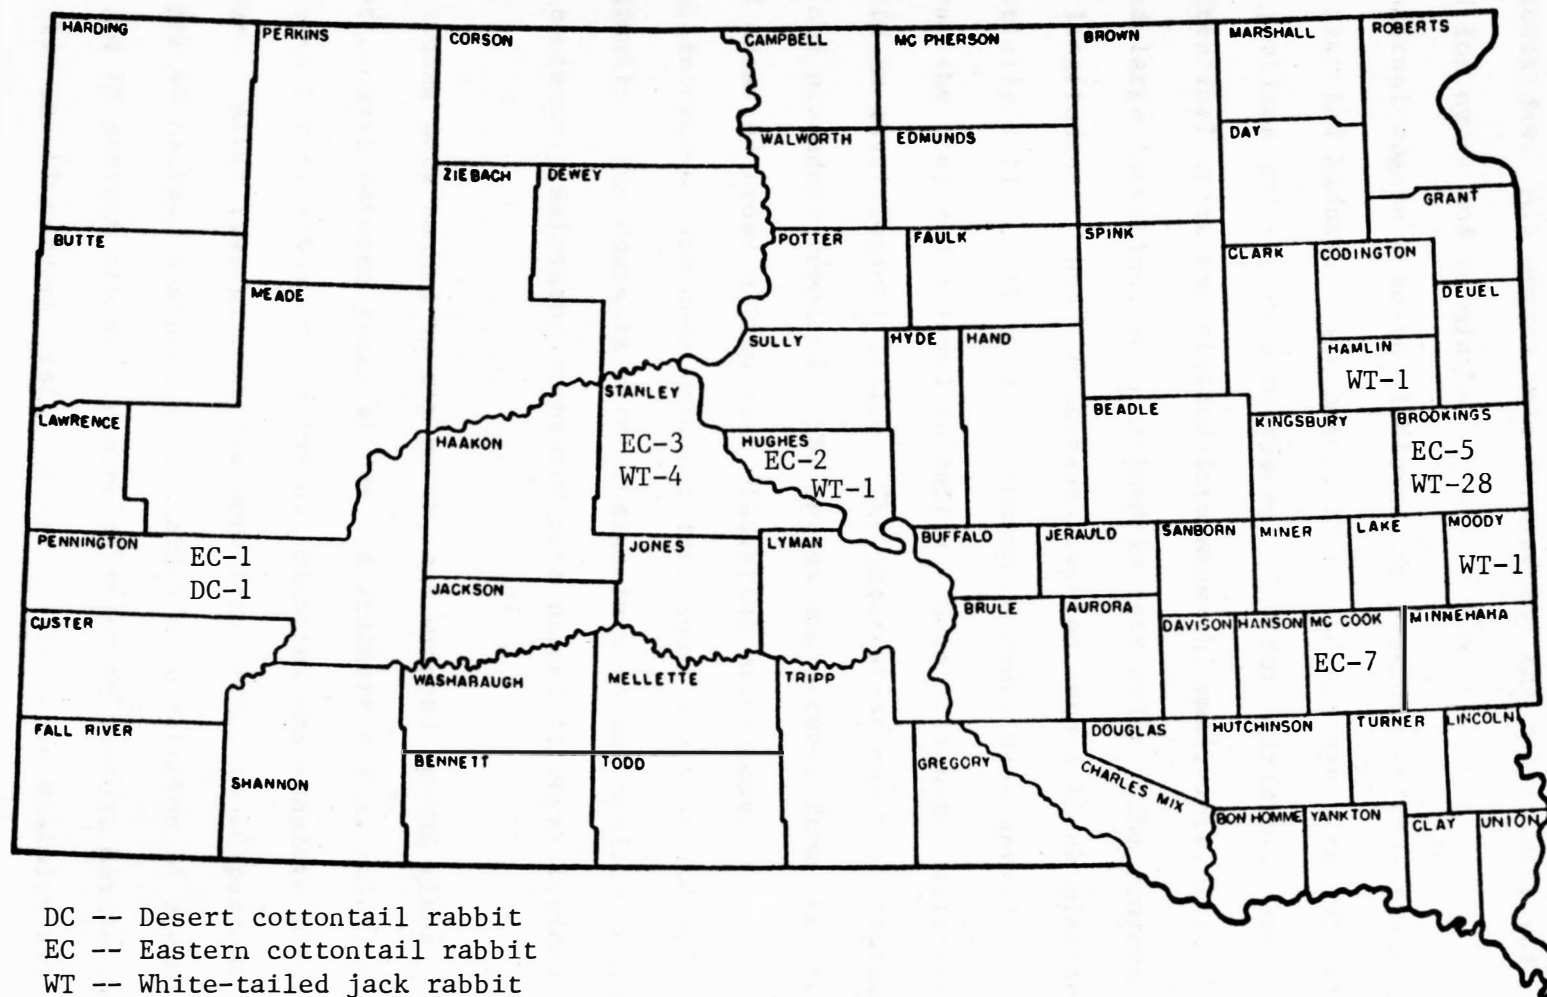 HARDING
PERKINS
CORSON
CAMPBELL
MC PHERSON
BROWN
MARSHALL
ROBERTS
WALWORTH
EDMUNDS
DAY
ZIEBACH
DEWEY
GRANT
BUTTE
POTTER
FAULK
SPINK
CLARK
CODINGTON
MEADE
DEUEL
SULLY
HYDE
HAND
HAMLIN
WT-1
STANLEY
EC-3
WT-4
LAWRENCE
HAAKON
HUGHES
EC-2
WT-1
BEADLE
KINGSBURY
BROOKINGS
EC-5
WT-28
PENNINGTON
EC-1
DC-1
JONES
LYMAN
BUFFALO
JERAULD
SANBORN
MINER
LAKE
MOODY
WT-1
JACKSON
BRULE
AURORA
DAVISON
HANSON
MC COOK
EC-7
MINNEHAHA
CUSTER
WASHABAUGH
MELLETTE
TRIPP
FALL RIVER
SHANNON
BENNETT
TODD
GREGORY
DOUGLAS
CHARLES MIX
HUTCHINSON
TURNER
LINCOLN
BON HOMME
YANKTON
CLAY
UNION
DC -- Desert cottontail rabbit
EC -- Eastern cottontail rabbit
WT -- White-tailed jack rabbit